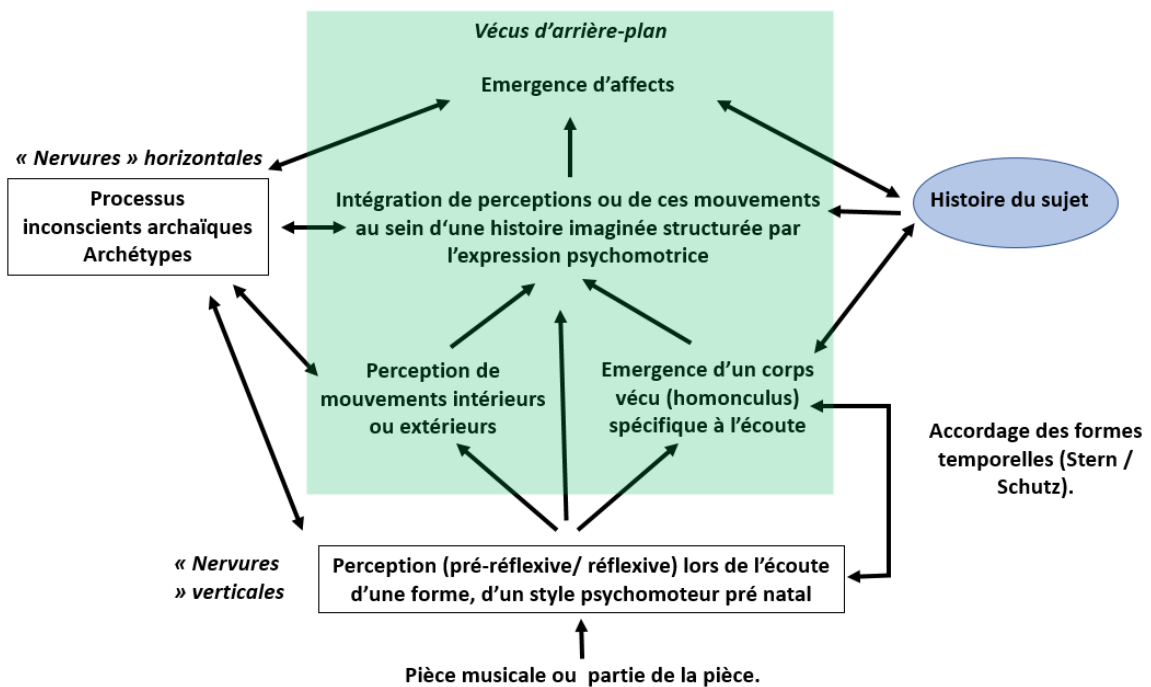 Vécus d’arrière-plan
Emergence d’affects
« Nervures » horizontales
Processus
inconscients archaïques
Archétypes
Intégration de perceptions ou de ces mouvements
au sein d‘une histoire imaginée structurée par
l’expression psychomotrice
Histoire du sujet
Perception de
mouvements intérieurs
ou extérieurs
Emergence d’un corps
vécu (homonculus)
spécifique à l’écoute
Accordage des formes
temporelles (Stern /
Schutz).
« Nervures
» verticales
Perception (pré-réflexive/ réflexive) lors de l’écoute
d’une forme, d’un style psychomoteur pré natal
Pièce musicale ou  partie de la pièce.